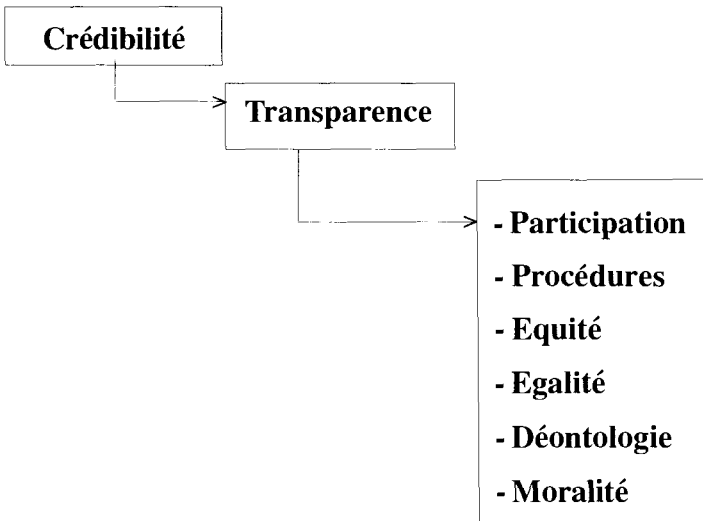 Crédibilité
Transparence
- Participation
- Procédures
- Equité
- Egalité
- Déontologie
- Moralité